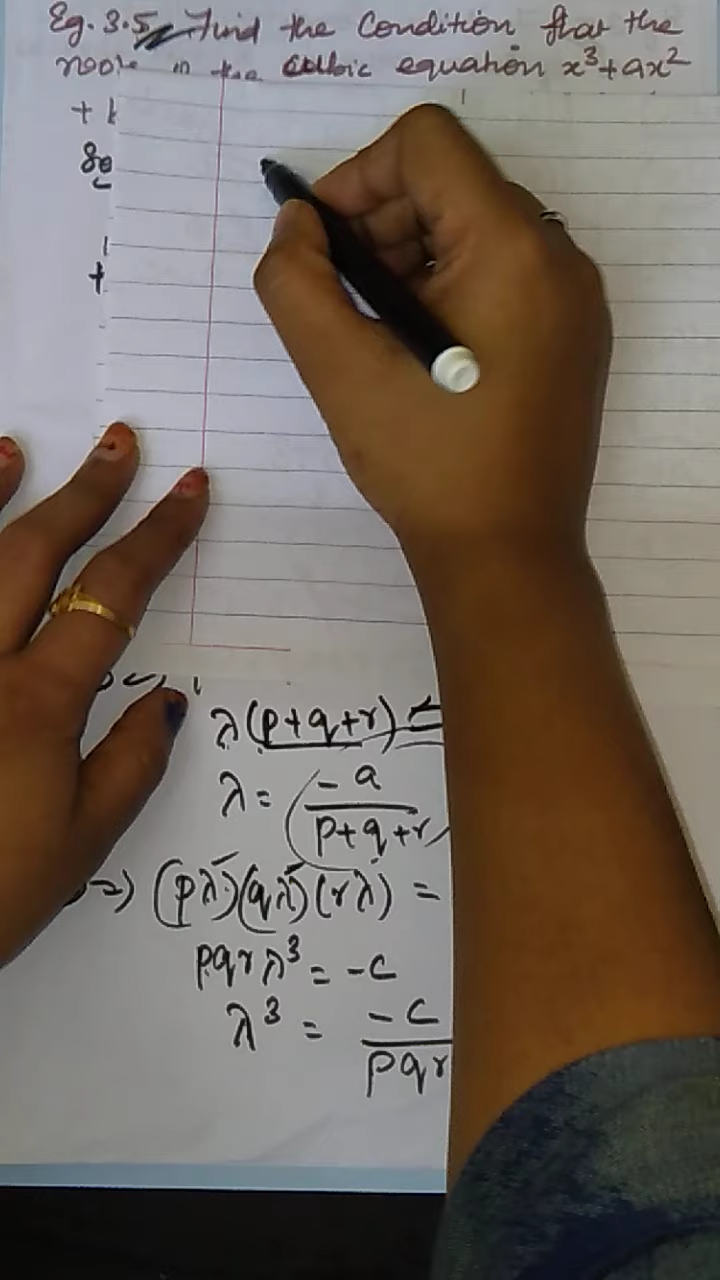 Eg. 3.5 Find the Condition that the
in the cubic equation x³+ax²
+
+
λ(p+q+r) =
λ = (-a/p+q+r)
=> (pλ)(qλ)(rλ) =
pqrλ³ = -c
λ³ = -c/pqr